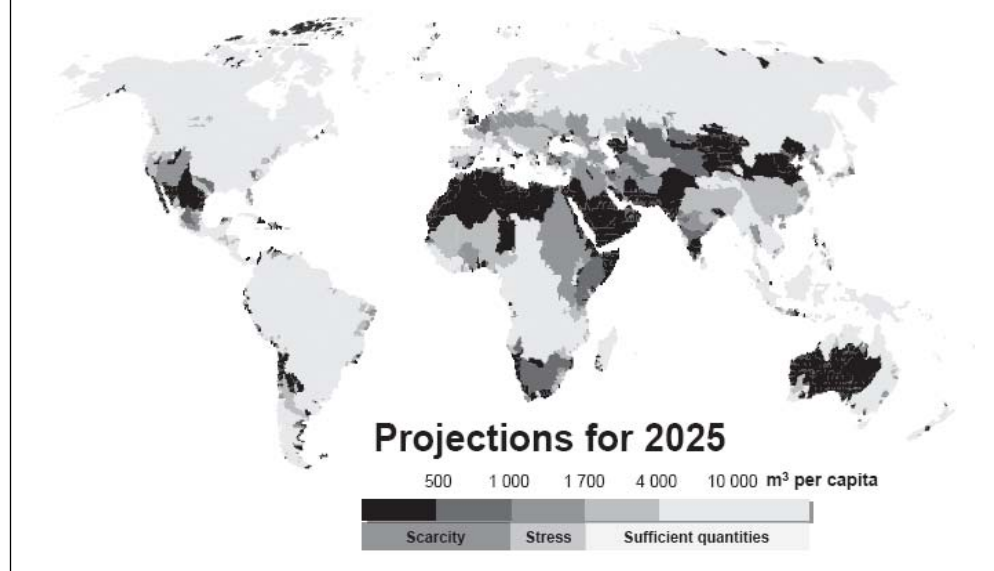 Projections for 2025
500 1 000 1 700 4 000 10 000 m³ per capita
Scarcity Stress Sufficient quantities